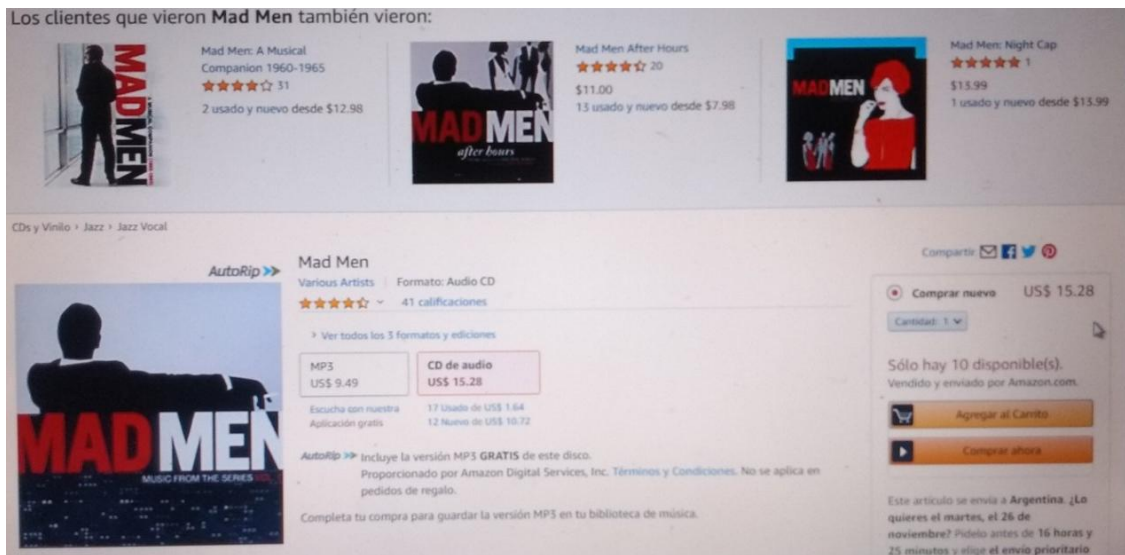 Los clientes que vieron Mad Men también vieron:
MAD MEN
Mad Men: A Musical
Companion 1960-1965
31
2 usado y nuevo desde $12.98
MAD MEN
after hours
Mad Men After Hours
20
$11.00
13 usado y nuevo desde $7.98
MAD MEN
Mad Men: Night Cap
1
$13.99
1 usado y nuevo desde $13.99
CDs y Vinilo › Jazz › Jazz Vocal
AutoRip
MAD MEN
MUSIC FROM THE SERIES
Mad Men
Various Artists | Formato: Audio CD
41 calificaciones
› Ver todos los 3 formatos y ediciones
MP3
US$ 9.49
Escucha con nuestra
Aplicación gratis
CD de audio
US$ 15.28
17 Usado de US$ 1.64
12 Nuevo de US$ 10.72
AutoRip Incluye la versión MP3 GRATIS de este disco.
Proporcionado por Amazon Digital Services, Inc. Términos y Condiciones. No se aplica en
pedidos de regalo.
Completa tu compra para guardar la versión MP3 en tu biblioteca de música.
Compartir
Comprar nuevo US$ 15.28
Cantidad: 1
Sólo hay 10 disponible(s).
Vendido y enviado por Amazon.com.
Agregar al Carrito
Comprar ahora
Este artículo se envía a Argentina. ¿Lo
quieres el martes, el 26 de
noviembre? Pídelo antes de 16 horas y
25 minutos y elige el envío prioritario